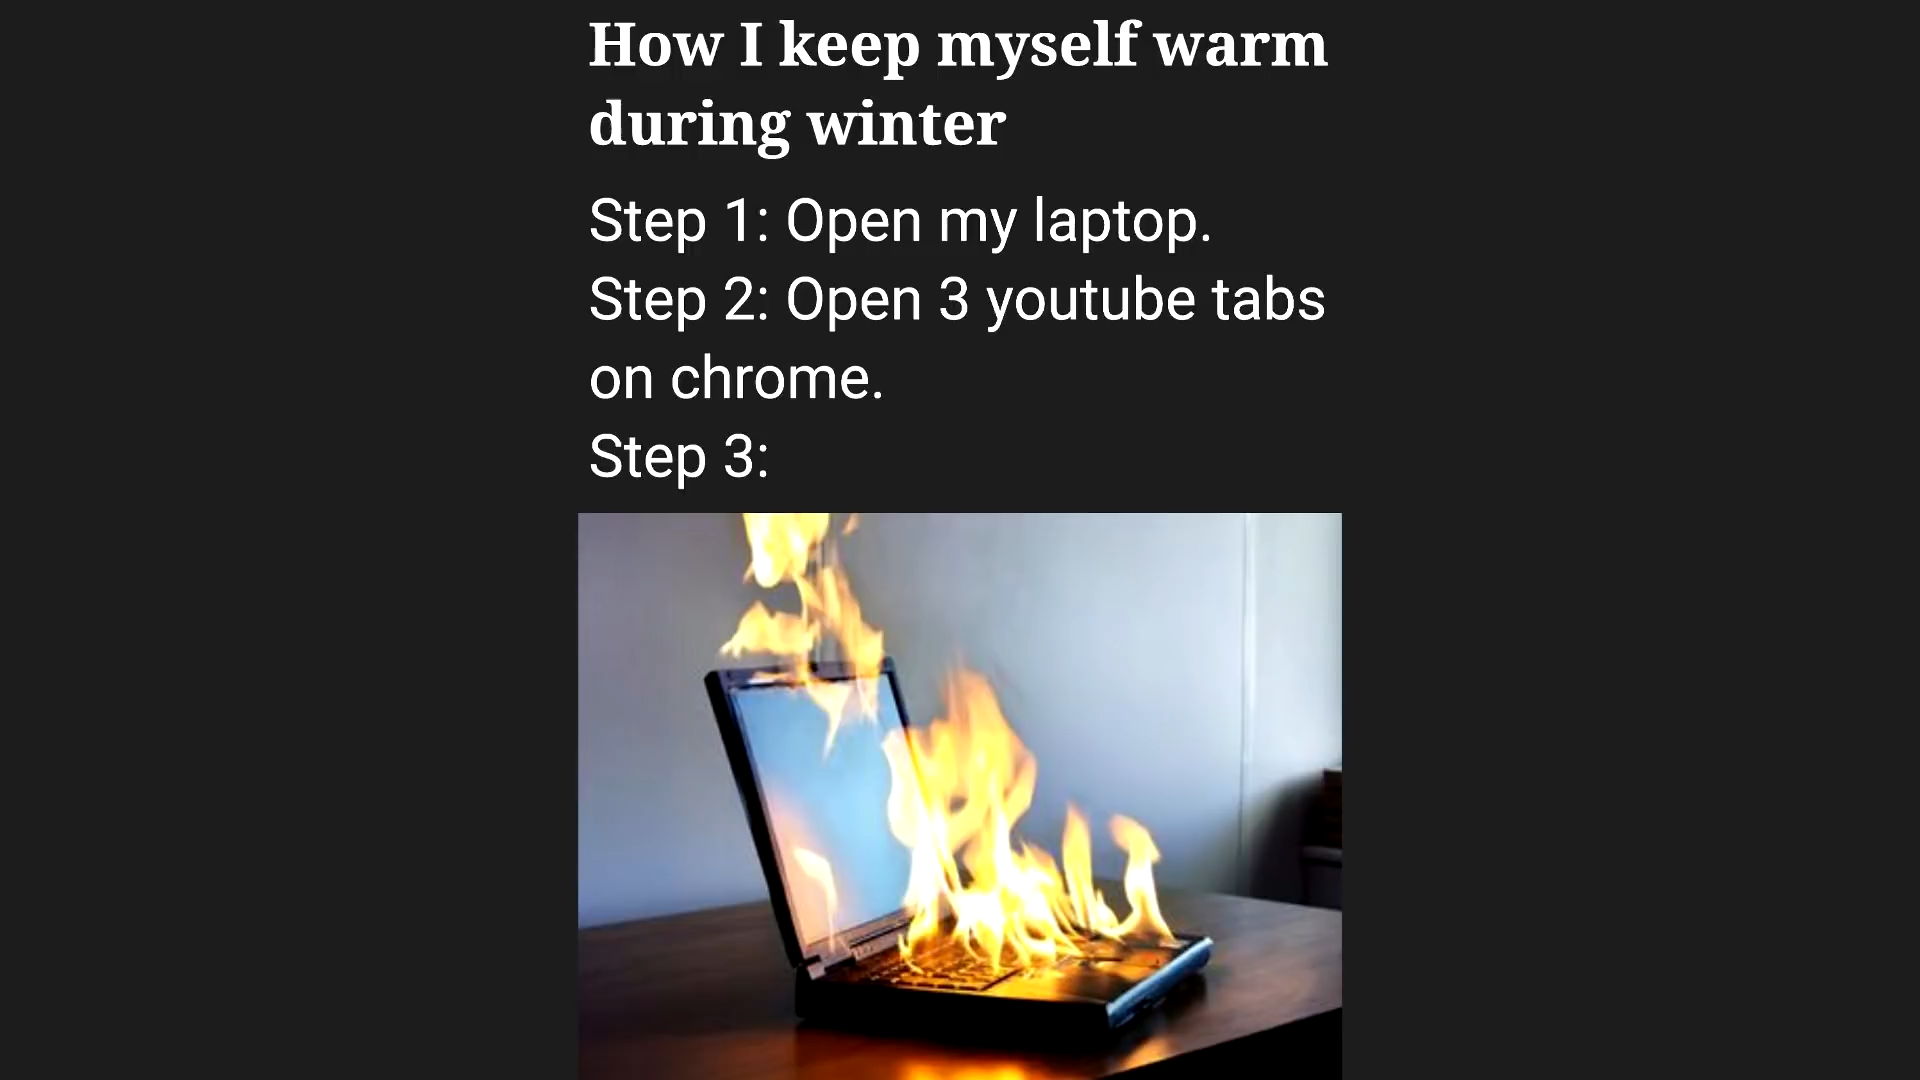 How I keep myself warm
during winter
Step 1: Open my laptop.
Step 2: Open 3 youtube tabs
on chrome.
Step 3: